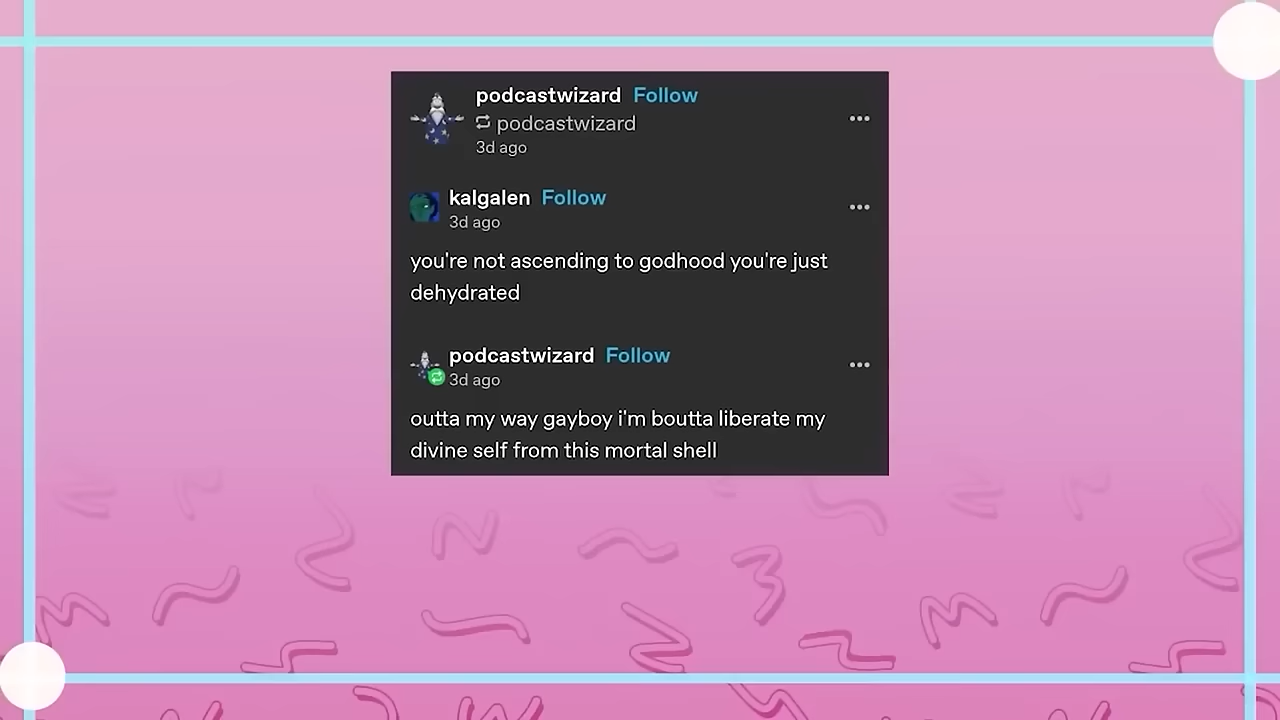 podcastwizard Follow
podcastwizard
3d ago
kalgalen Follow
3d ago
you're not ascending to godhood you're just
dehydrated
podcastwizard Follow
3d ago
outta my way gayboy i'm boutta liberate my
divine self from this mortal shell